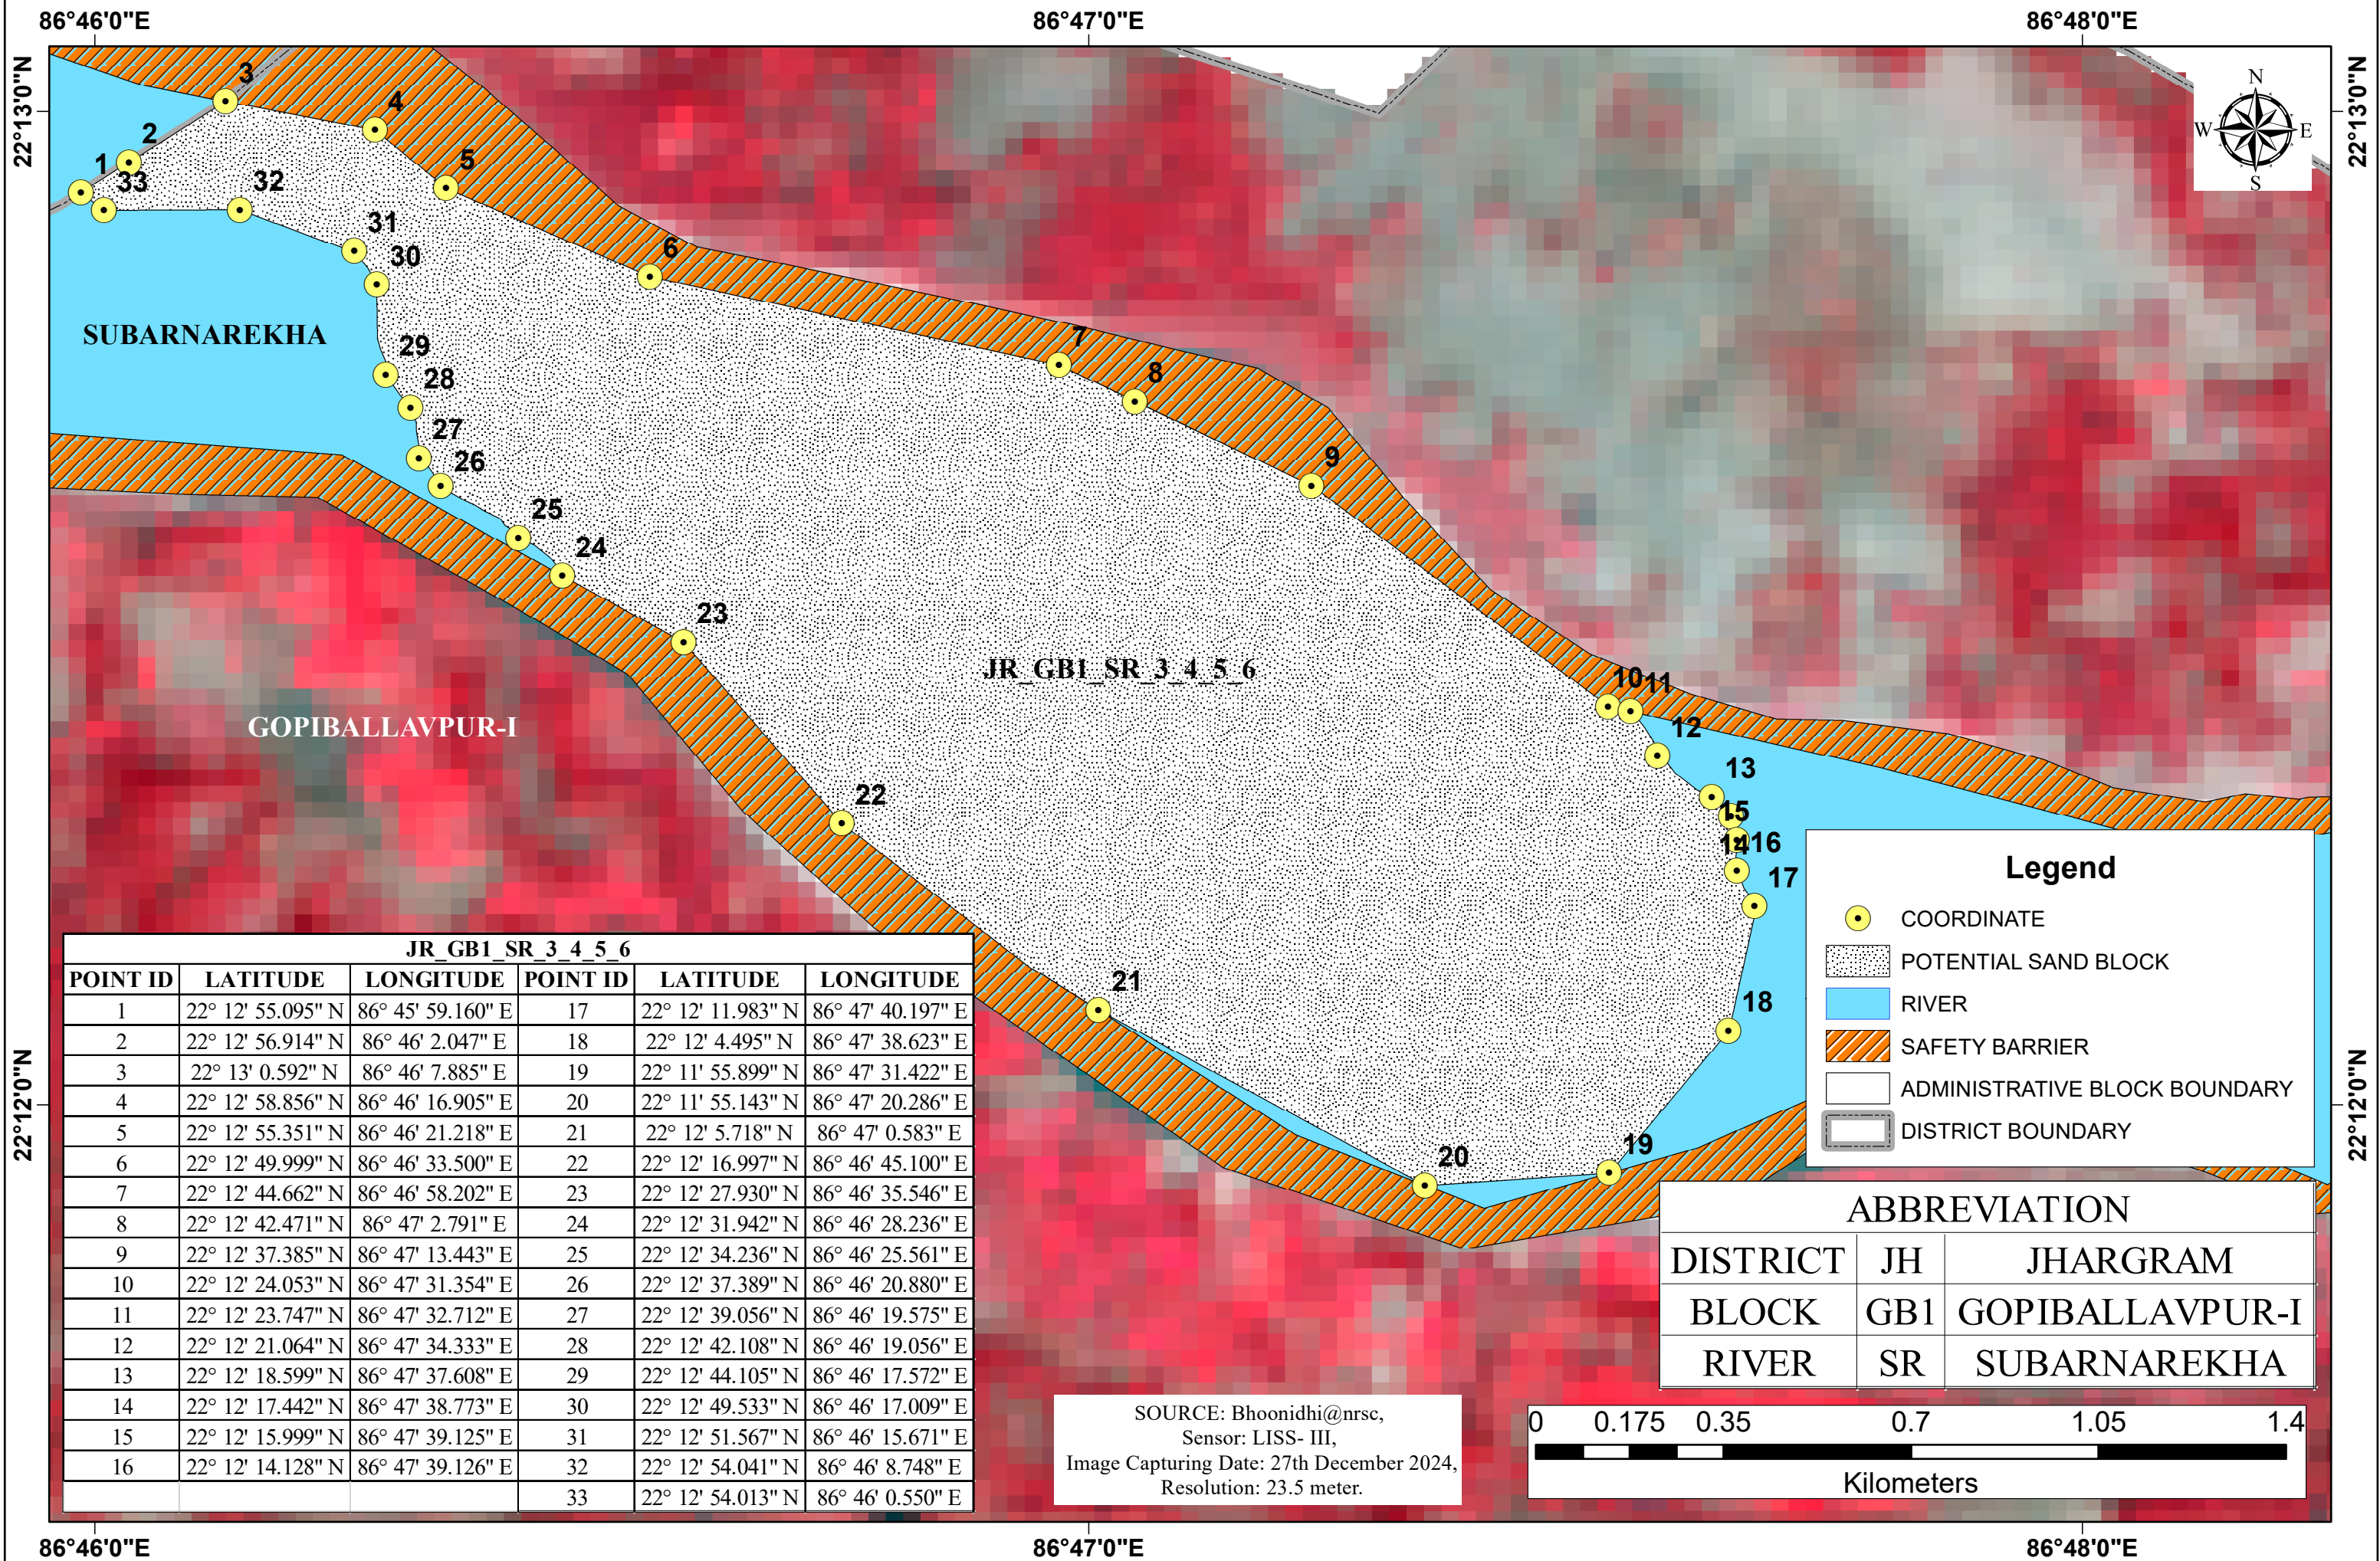 86°46'0"E 86°47'0"E 86°48'0"E
22°13'0"N 22°13'0"N
22°12'0"N 22°12'0"N
N
W E
S
1
2
3
4
5
6
7
8
9
10
11
12
13
14
15
16
17
18
19
20
21
22
23
24
25
26
27
28
29
30
31
32
33
SUBARNAREKHA
JR_GB1_SR_3_4_5_6
GOPIBALLAVPUR-I
Legend
COORDINATE
POTENTIAL SAND BLOCK
RIVER
SAFETY BARRIER
ADMINISTRATIVE BLOCK BOUNDARY
DISTRICT BOUNDARY
JR_GB1_SR_3_4_5_6
POINT ID LATITUDE LONGITUDE POINT ID LATITUDE LONGITUDE
1 22° 12' 55.095" N 86° 45' 59.160" E 17 22° 12' 11.983" N 86° 47' 40.197" E
2 22° 12' 56.914" N 86° 46' 2.047" E 18 22° 12' 4.495" N 86° 47' 38.623" E
3 22° 13' 0.592" N 86° 46' 7.885" E 19 22° 11' 55.899" N 86° 47' 31.422" E
4 22° 12' 58.856" N 86° 46' 16.905" E 20 22° 11' 55.143" N 86° 47' 20.286" E
5 22° 12' 55.351" N 86° 46' 21.218" E 21 22° 12' 5.718" N 86° 47' 0.583" E
6 22° 12' 49.999" N 86° 46' 33.500" E 22 22° 12' 16.997" N 86° 46' 45.100" E
7 22° 12' 44.662" N 86° 46' 58.202" E 23 22° 12' 27.930" N 86° 46' 35.546" E
8 22° 12' 42.471" N 86° 47' 2.791" E 24 22° 12' 31.942" N 86° 46' 28.236" E
9 22° 12' 37.385" N 86° 47' 13.443" E 25 22° 12' 34.236" N 86° 46' 25.561" E
10 22° 12' 24.053" N 86° 47' 31.354" E 26 22° 12' 37.389" N 86° 46' 20.880" E
11 22° 12' 23.747" N 86° 47' 32.712" E 27 22° 12' 39.056" N 86° 46' 19.575" E
12 22° 12' 21.064" N 86° 47' 34.333" E 28 22° 12' 42.108" N 86° 46' 19.056" E
13 22° 12' 18.599" N 86° 47' 37.608" E 29 22° 12' 44.105" N 86° 46' 17.572" E
14 22° 12' 17.442" N 86° 47' 38.773" E 30 22° 12' 49.533" N 86° 46' 17.009" E
15 22° 12' 15.999" N 86° 47' 39.125" E 31 22° 12' 51.567" N 86° 46' 15.671" E
16 22° 12' 14.128" N 86° 47' 39.126" E 32 22° 12' 54.041" N 86° 46' 8.748" E
33 22° 12' 54.013" N 86° 46' 0.550" E
ABBREVIATION
DISTRICT JH JHARGRAM
BLOCK GB1 GOPIBALLAVPUR-I
RIVER SR SUBARNAREKHA
SOURCE: Bhoonidhi@nrsc,
Sensor: LISS- III,
Image Capturing Date: 27th December 2024,
Resolution: 23.5 meter.
0 0.175 0.35 0.7 1.05 1.4
Kilometers
86°46'0"E 86°47'0"E 86°48'0"E